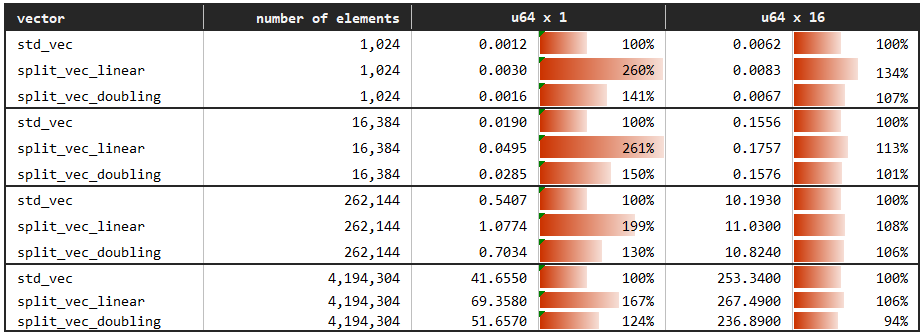 vector number of elements u64 x 1 u64 x 16
std_vec 1,024 0.0012 100% 0.0062 100%
split_vec_linear 1,024 0.0030 260% 0.0083 134%
split_vec_doubling 1,024 0.0016 141% 0.0067 107%
std_vec 16,384 0.0190 100% 0.1556 100%
split_vec_linear 16,384 0.0495 261% 0.1757 113%
split_vec_doubling 16,384 0.0285 150% 0.1576 101%
std_vec 262,144 0.5407 100% 10.1930 100%
split_vec_linear 262,144 1.0774 199% 11.0300 108%
split_vec_doubling 262,144 0.7034 130% 10.8240 106%
std_vec 4,194,304 41.6550 100% 253.3400 100%
split_vec_linear 4,194,304 69.3580 167% 267.4900 106%
split_vec_doubling 4,194,304 51.6570 124% 236.8900 94%